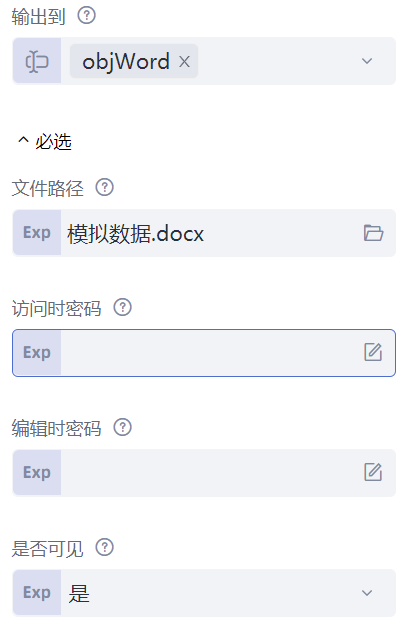 输出到
objWord
必选
文件路径
Exp 模拟数据.docx
访问时密码
Exp
编辑时密码
Exp
是否可见
Exp 是